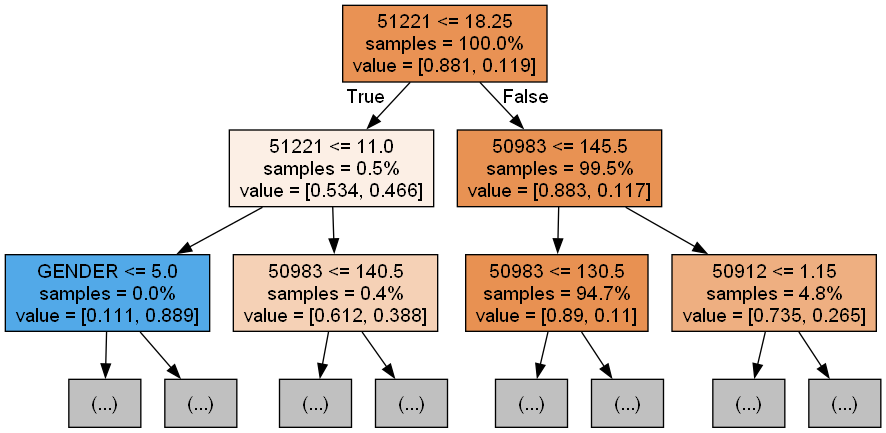 51221 <= 18.25
samples = 100.0%
value = [0.881, 0.119]
True
False
51221 <= 11.0
samples = 0.5%
value = [0.534, 0.466]
50983 <= 145.5
samples = 99.5%
value = [0.883, 0.117]
GENDER <= 5.0
samples = 0.0%
value = [0.111, 0.889]
50983 <= 140.5
samples = 0.4%
value = [0.612, 0.388]
50983 <= 130.5
samples = 94.7%
value = [0.89, 0.11]
50912 <= 1.15
samples = 4.8%
value = [0.735, 0.265]
(...)
(...)
(...)
(...)
(...)
(...)
(...)
(...)